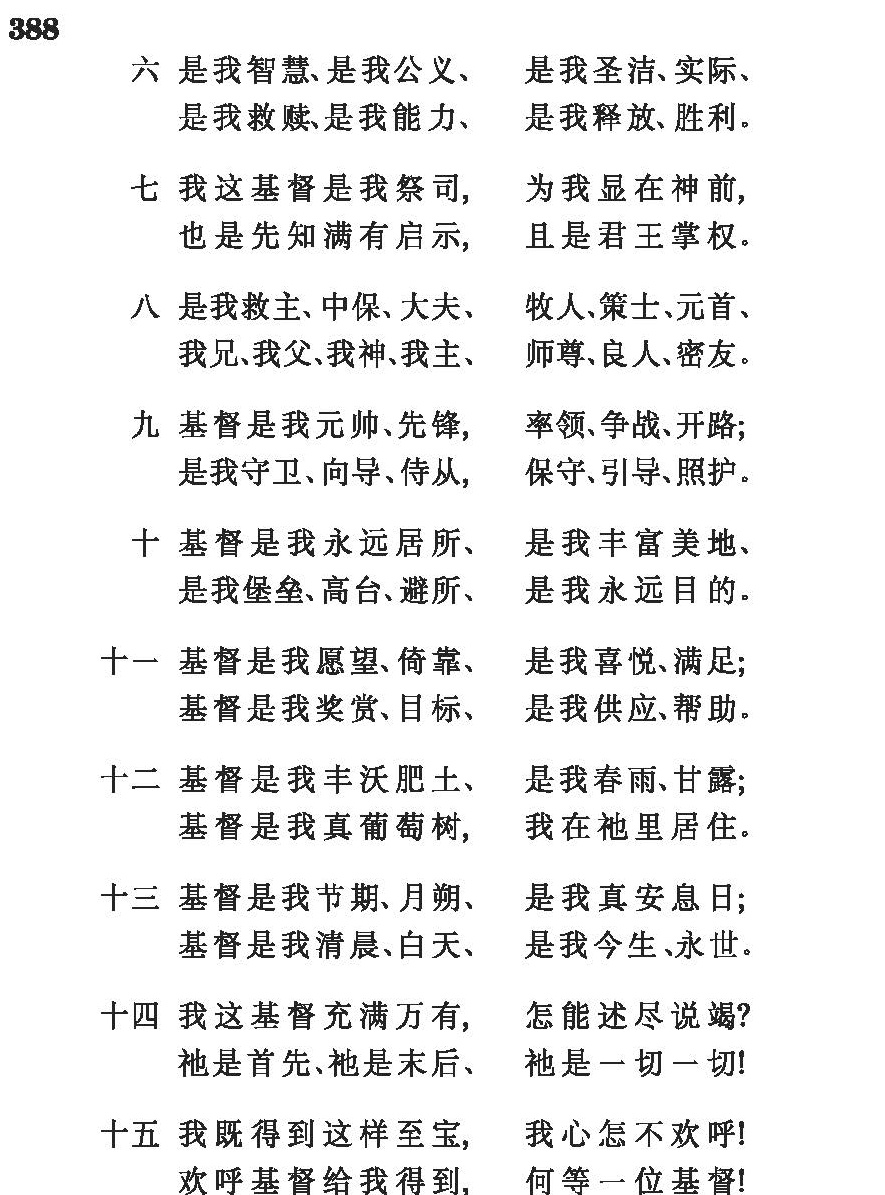 388
六 是我智慧、是我公义、 是我圣洁、实际、
是我救赎、是我能力、 是我释放、胜利。
七 我这基督是我祭司, 为我显在神前,
也是先知满有启示, 且是君王掌权。
八 是我救主、中保、大夫、 牧人、策士、元首、
我兄、我父、我神、我主、 师尊、良人、密友。
九 基督是我元帅、先锋, 率领、争战、开路;
是我守卫、向导、侍从, 保守、引导、照护。
十 基督是我永远居所、 是我丰富美地、
是我堡垒、高台、避所、 是我永远目的。
十一 基督是我愿望、倚靠、 是我喜悦、满足;
基督是我奖赏、目标、 是我供应、帮助。
十二 基督是我丰沃肥土、 是我春雨、甘露;
基督是我真葡萄树, 我在祂里居住。
十三 基督是我节期、月朔、 是我真安息日;
基督是我清晨、白天、 是我今生、永世。
十四 我这基督充满万有, 怎能述尽说竭?
祂是首先、祂是末后、 祂是一切一切!
十五 我既得到这样至宝, 我心怎不欢呼!
欢呼基督给我得到, 何等一位基督!